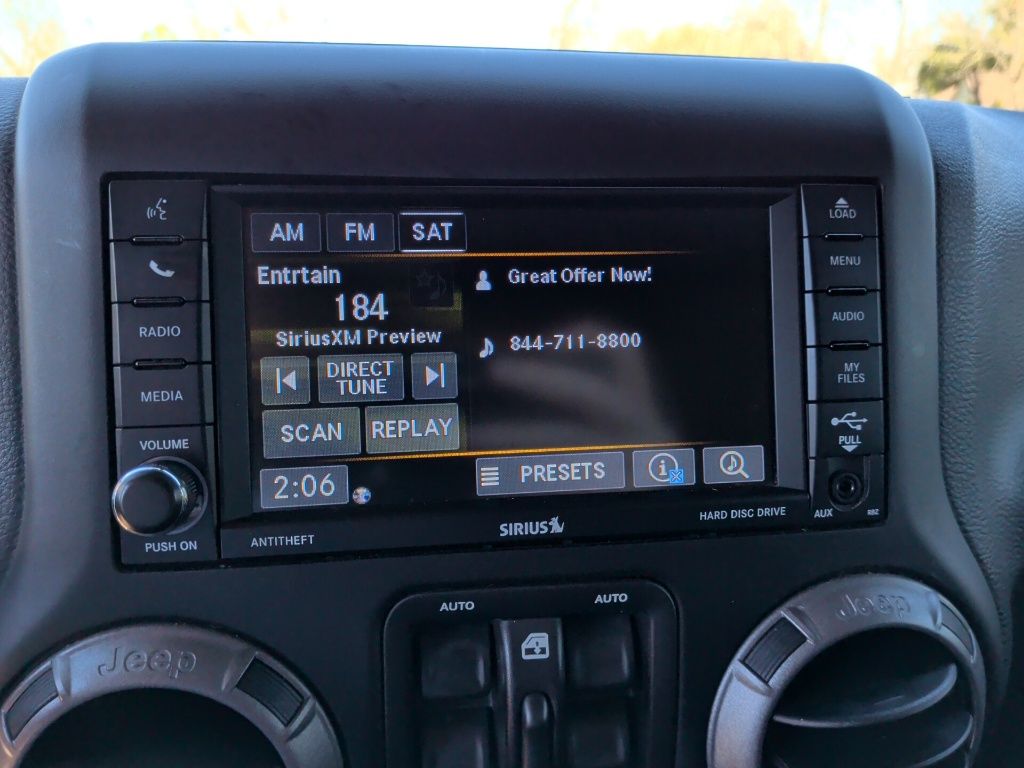 AM FM SAT
Entrtain
184
SiriusXM Preview
DIRECT
TUNE
SCAN REPLAY
2:06
Great Offer Now!
844-711-8800
PRESETS
RADIO
MEDIA
VOLUME
PUSH ON
LOAD
MENU
AUDIO
MY
FILES
PULL
AUX RBZ
ANTITHEFT
SIRIUS
HARD DISC DRIVE
AUTO AUTO
Jeep
Jeep